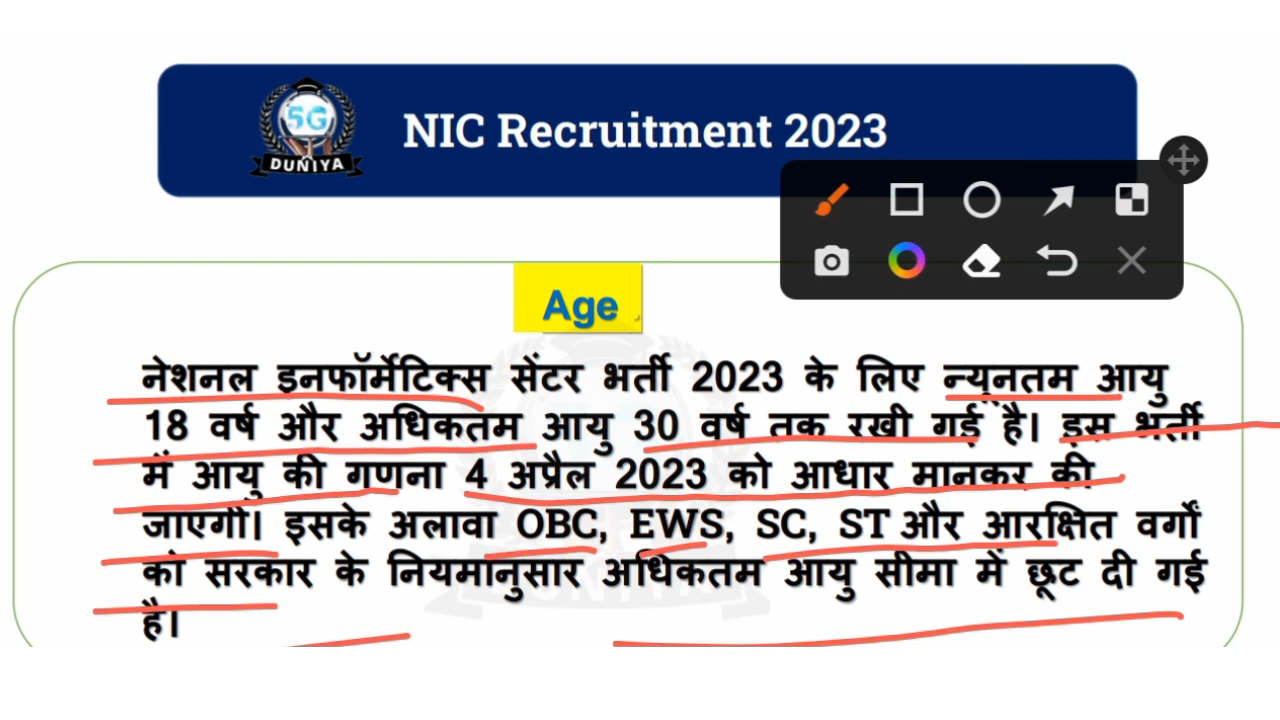 5G
DUNIYA
NIC Recruitment 2023
Age
नेशनल इनफॉर्मेटिक्स सेंटर भर्ती 2023 के लिए न्यूनतम आयु
18 वर्ष और अधिकतम आयु 30 वर्ष तक रखी गई है। इस भर्ती
में आयु की गणना 4 अप्रैल 2023 को आधार मानकर की
जाएगी। इसके अलावा OBC, EWS, SC, ST और आरक्षित वर्गों
को सरकार के नियमानुसार अधिकतम आयु सीमा में छूट दी गई
है।